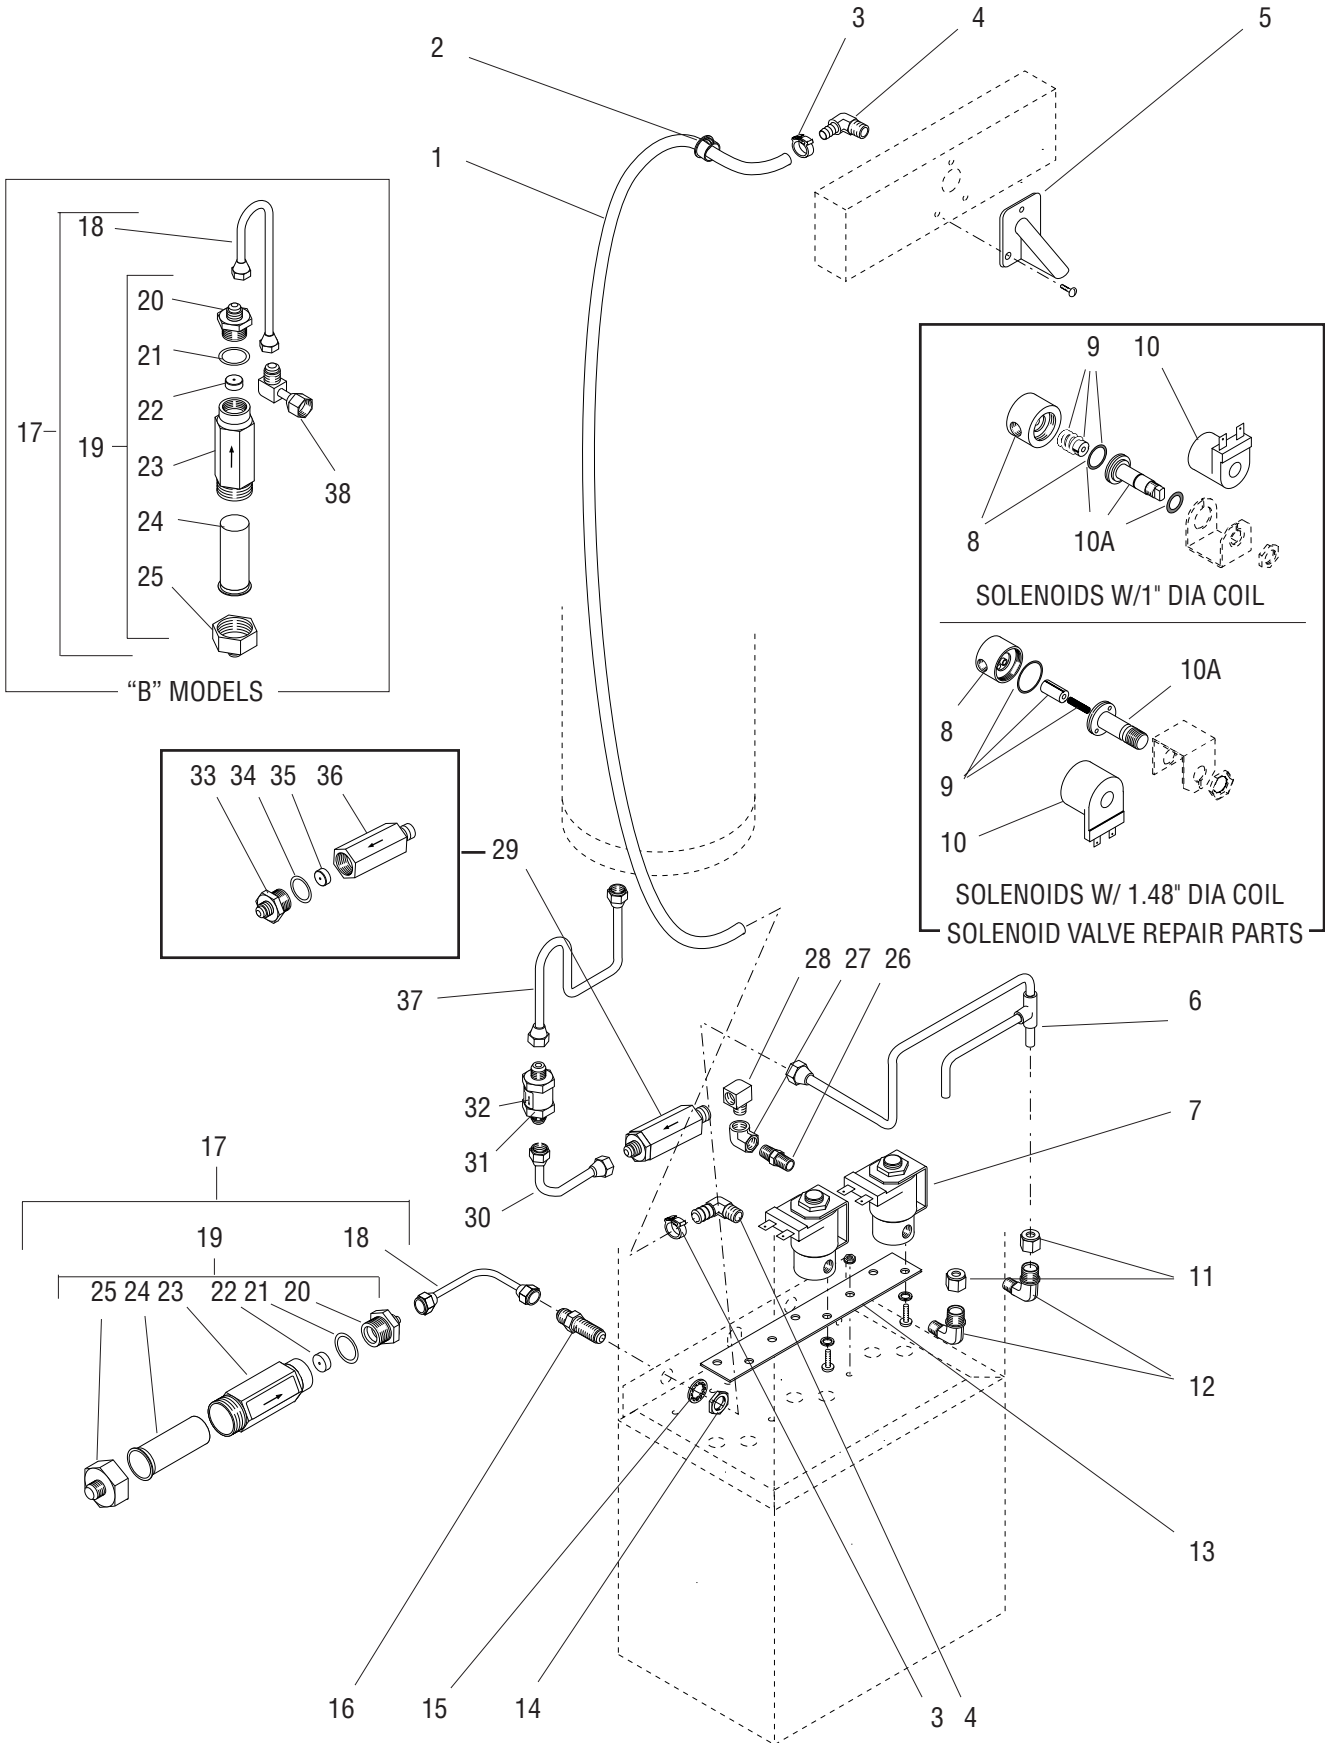 3 4 5
2
1
18
20
21
22
17 19 23
38
24
25
“B” MODELS
9 10
8 10A
SOLENOIDS W/1" DIA COIL
10A
8
9
10
SOLENOIDS W/ 1.48" DIA COIL
SOLENOID VALVE REPAIR PARTS
33 34 35 36
29
28 27 26
37
6
32
7
31
17
30
19 18
25 24 23 22 21 20
11
12
13
16 15 14 3 4